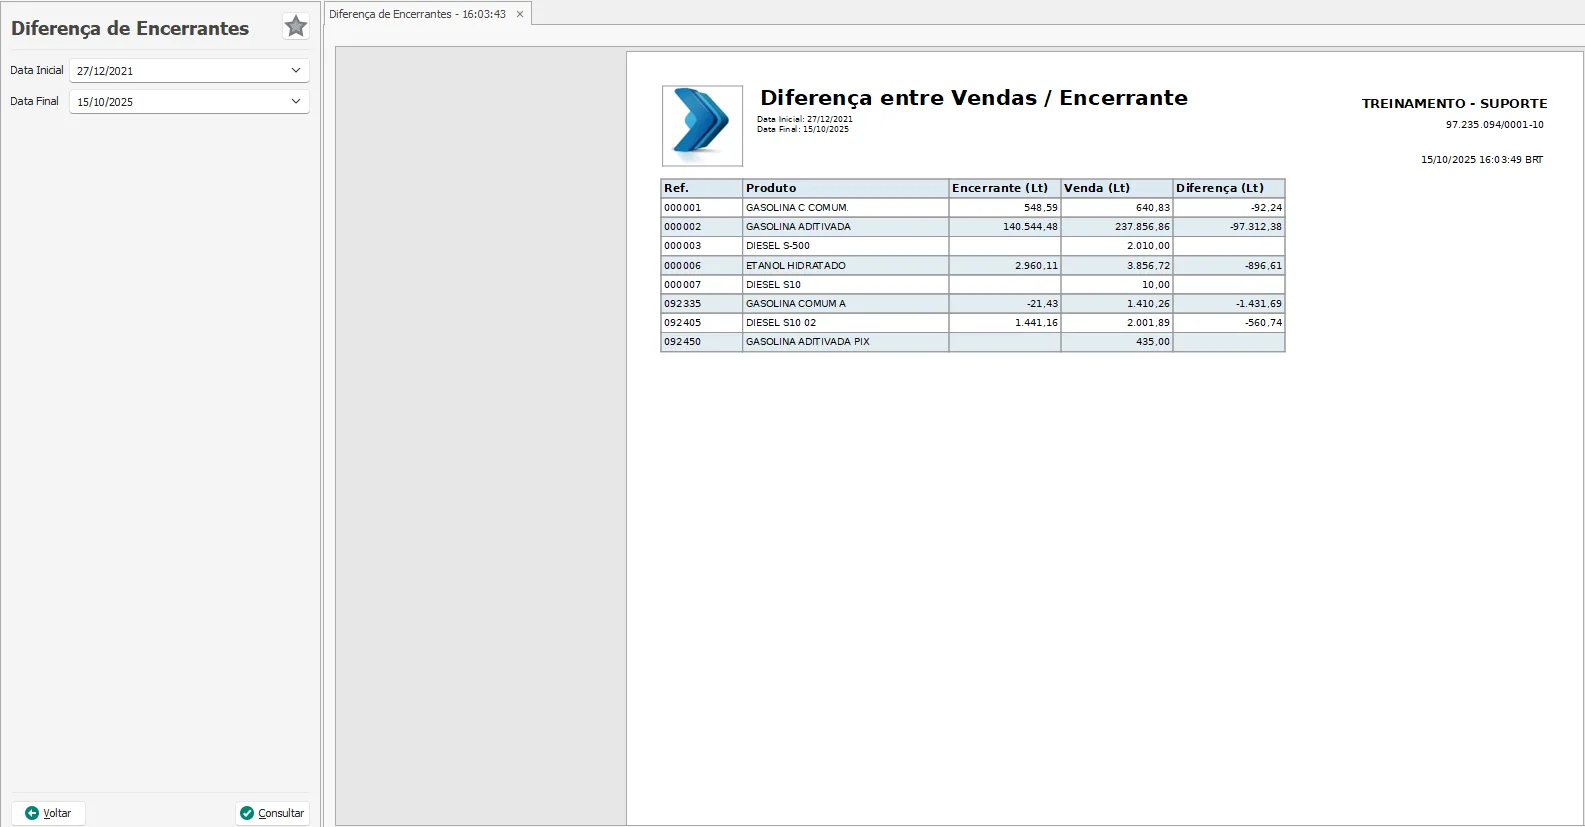 Diferença de Encerrantes
Data Inicial 27/12/2021
Data Final 15/10/2025
Voltar
Consultar
Diferença de Encerrantes - 16:03:43 ×
Diferença entre Vendas / Encerrante
Data Inicial: 27/12/2021
Data Final: 15/10/2025
TREINAMENTO - SUPORTE
97.235.094/0001-10
15/10/2025 16:03:49 BRT
Ref. Produto Encerrante (Lt) Venda (Lt) Diferença (Lt)
000001 GASOLINA C COMUM. 548,59 640,83 -92,24
000002 GASOLINA ADITIVADA 140.544,48 237.856,86 -97.312,38
000003 DIESEL S-500 2.010,00
000006 ETANOL HIDRATADO 2.960,11 3.856,72 -896,61
000007 DIESEL S10 10,00
092335 GASOLINA COMUM A -21,43 1.410,26 -1.431,69
092405 DIESEL S10 02 1.441,16 2.001,89 -560,74
092450 GASOLINA ADITIVADA PIX 435,00